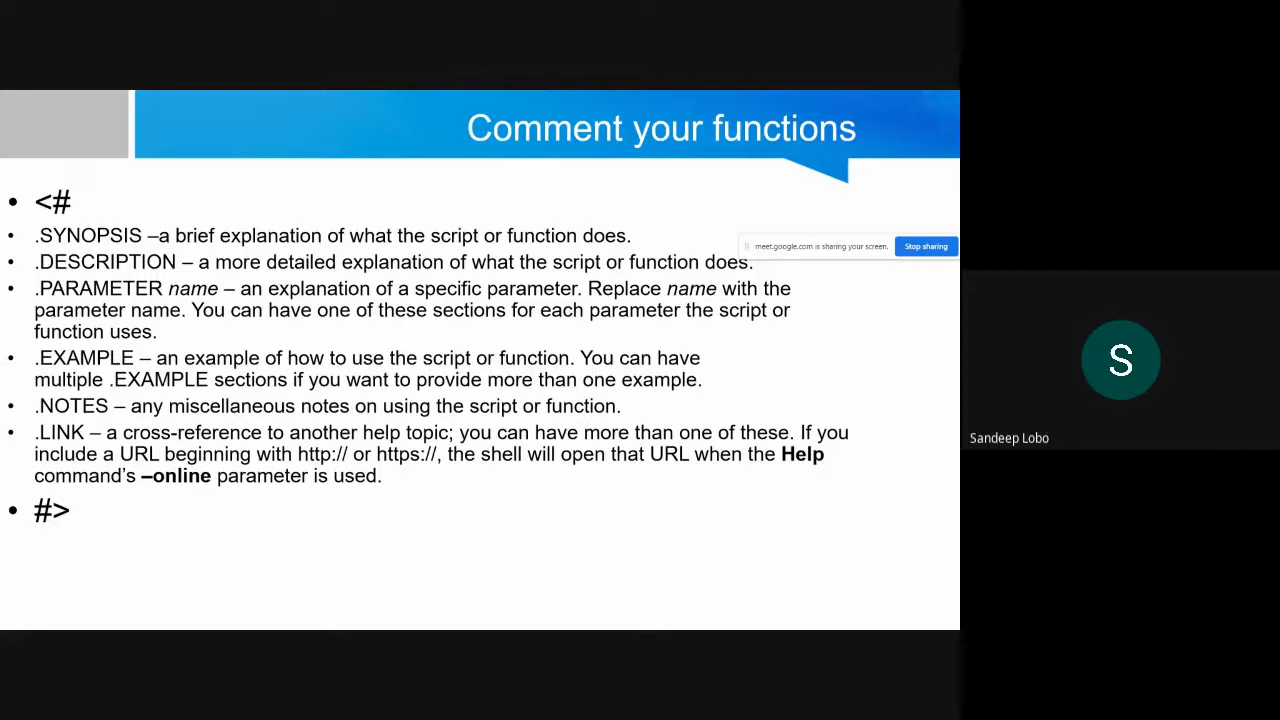 Comment your functions
• <#
• .SYNOPSIS –a brief explanation of what the script or function does.
meet.google.com is sharing your screen.
Stop sharing
• .DESCRIPTION – a more detailed explanation of what the script or function does.
• .PARAMETER name – an explanation of a specific parameter. Replace name with the
parameter name. You can have one of these sections for each parameter the script or
function uses.
• .EXAMPLE – an example of how to use the script or function. You can have
multiple .EXAMPLE sections if you want to provide more than one example.
• .NOTES – any miscellaneous notes on using the script or function.
• .LINK – a cross-reference to another help topic; you can have more than one of these. If you
include a URL beginning with http:// or https://, the shell will open that URL when the Help
command's –online parameter is used.
• #>
S
Sandeep Lobo